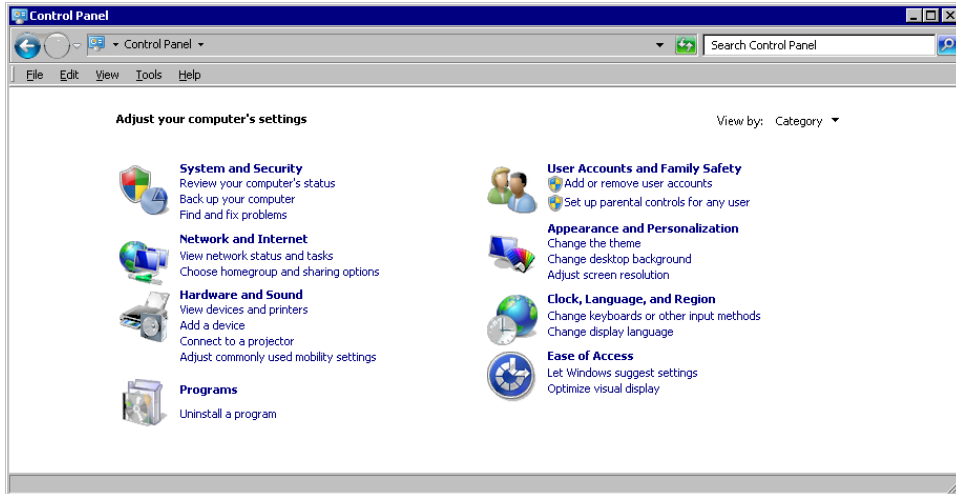 Control Panel
Control Panel
Search Control Panel
File Edit View Tools Help
Adjust your computer's settings
View by: Category
System and Security
Review your computer's status
Back up your computer
Find and fix problems
Network and Internet
View network status and tasks
Choose homegroup and sharing options
Hardware and Sound
View devices and printers
Add a device
Connect to a projector
Adjust commonly used mobility settings
Programs
Uninstall a program
User Accounts and Family Safety
Add or remove user accounts
Set up parental controls for any user
Appearance and Personalization
Change the theme
Change desktop background
Adjust screen resolution
Clock, Language, and Region
Change keyboards or other input methods
Change display language
Ease of Access
Let Windows suggest settings
Optimize visual display